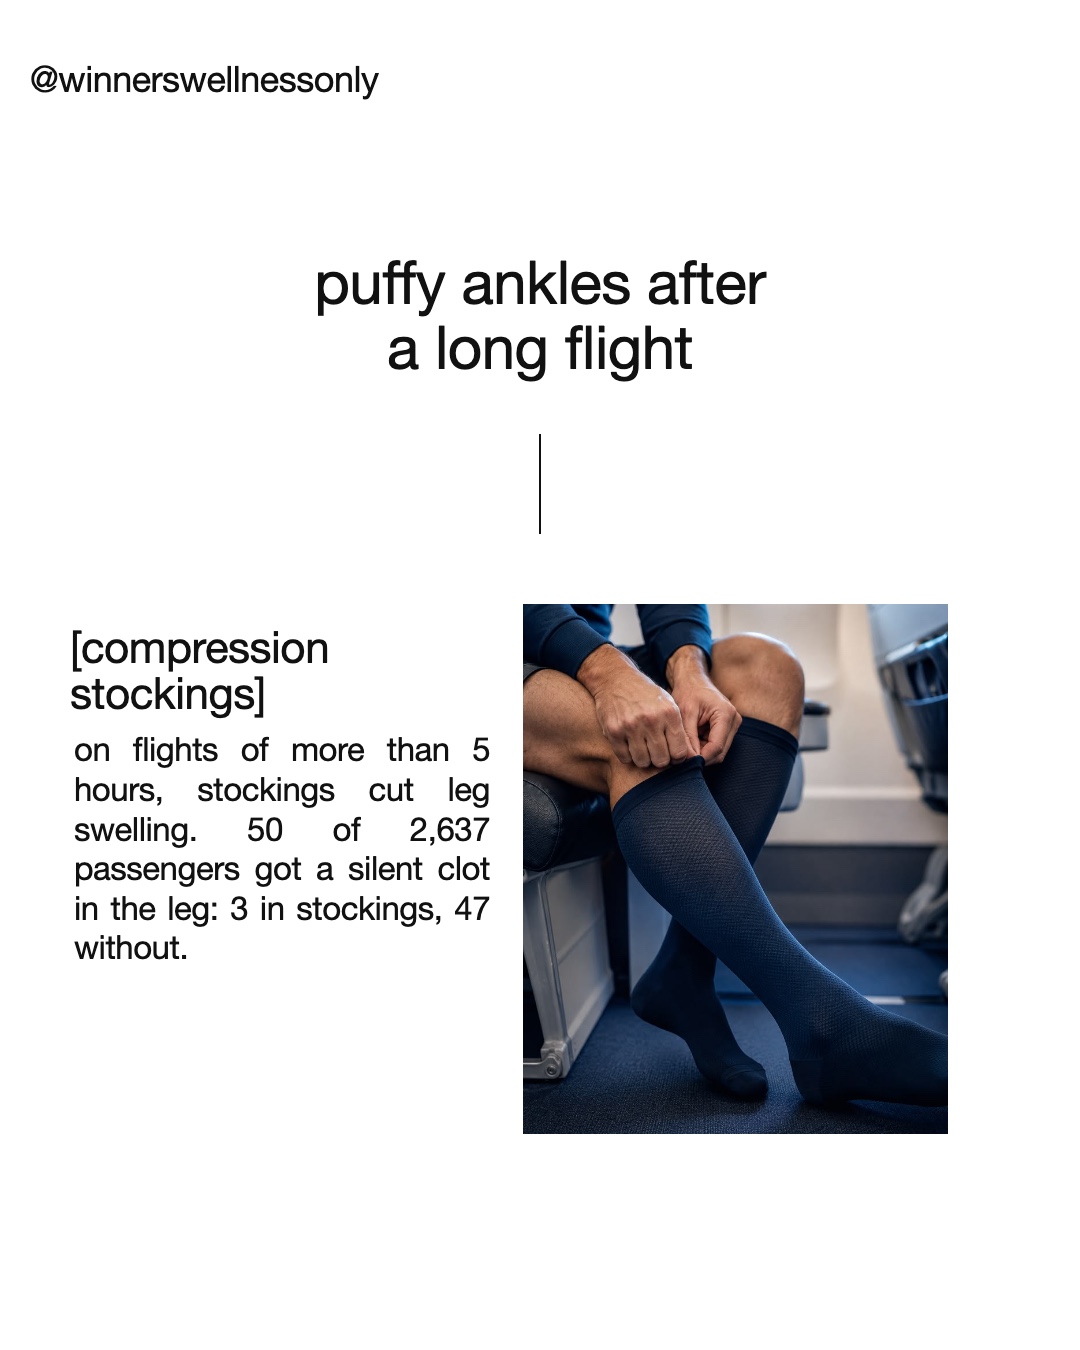 @winnerswellnessonly
puffy ankles after
a long flight
[compression
stockings]
on flights of more than 5
hours, stockings cut leg
swelling. 50 of 2,637
passengers got a silent clot
in the leg: 3 in stockings, 47
without.